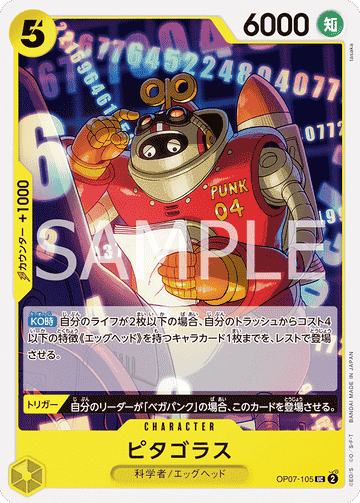 5
6000
知
tasaka
カウンター +1000
PUNK
04
SAMPLE
KO時 自分のライフが2枚以下の場合、自分のトラッシュからコスト4
以下の特徴《エッグヘッド》を持つキャラカード1枚までを、レストで登場
させる。
トリガー 自分のリーダーが「ベガパンク」の場合、このカードを登場させる。
CHARACTER
ピタゴラス
科学者/エッグヘッド
OP07-105 UC 2
©E.O/S. ©O.・S・F・T BANDAI MADE IN JAPAN